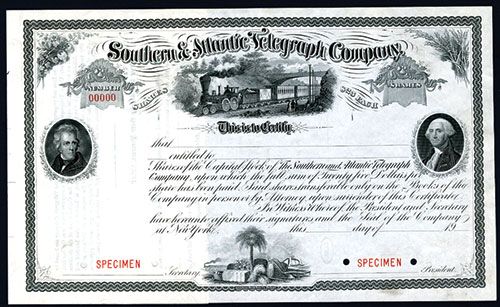 Southern & Atlantic Telegraph Company,
NUMBER
00000
SHARES
$25 EACH
SHARES
This is to Certify
that
entitled to
Shares of the Capital Stock of The Southern and Atlantic Telegraph
Company, upon which the full sum of Twenty five Dollars per
share has been paid. Said shares transferable only on the Books of the
Company in person or by Attorney upon surrender of this Certificate
In Witness Whereof the President and Secretary
have hereunto affixed their signatures and the Seal of the Company
at New York, this day of 19
SPECIMEN
SPECIMEN
Secretary
President